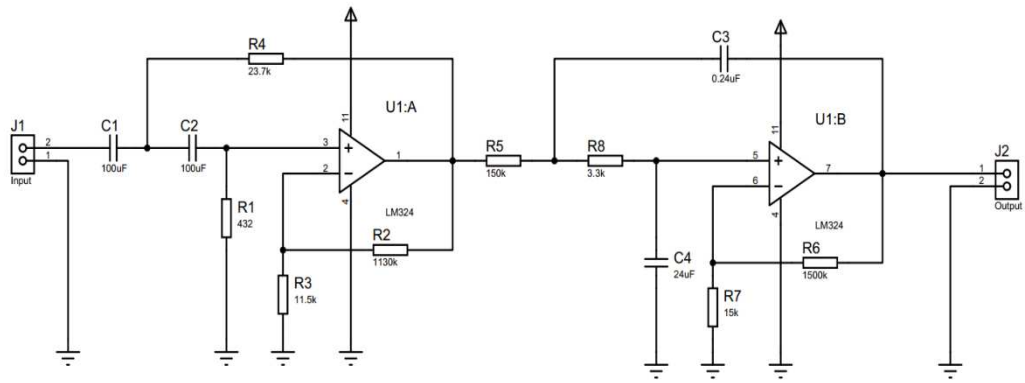 R4
23.7k
C3
0.24uF
11
U1:A
11
U1:B
J1
2
1
Input
C1
100uF
C2
100uF
3
2
1
4
LM324
R1
432
R2
1130k
R3
11.5k
R5
150k
R8
3.3k
5
6
7
4
LM324
C4
24uF
R6
1500k
R7
15k
J2
1
2
Output